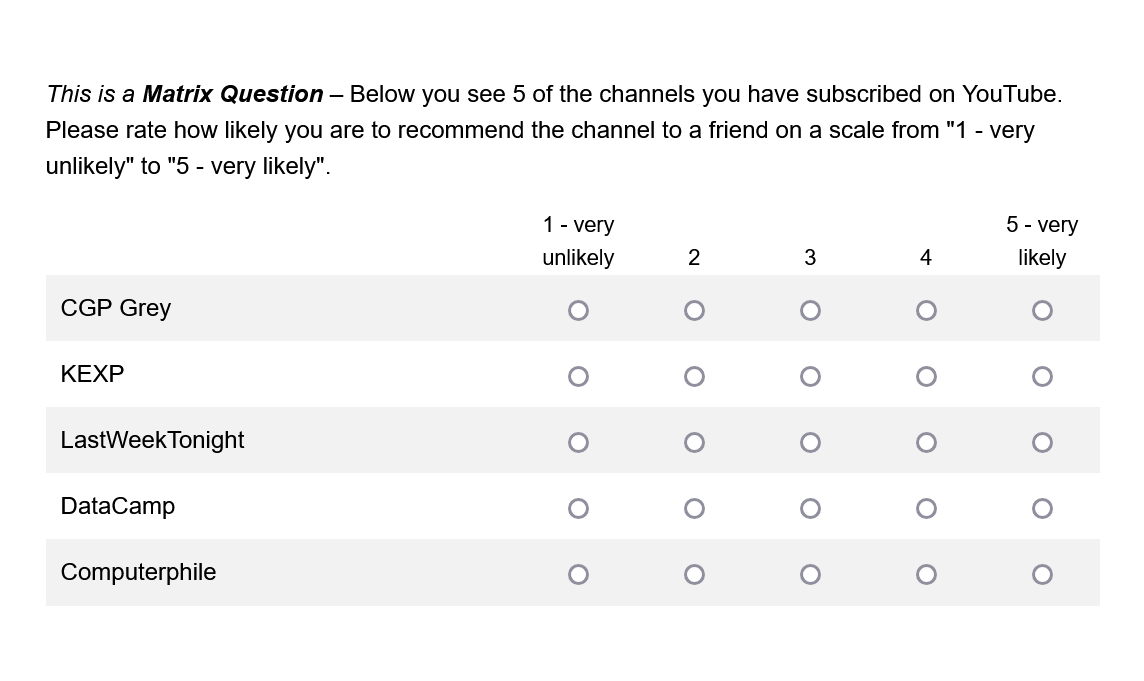 This is a Matrix Question – Below you see 5 of the channels you have subscribed on YouTube.
Please rate how likely you are to recommend the channel to a friend on a scale from "1 - very
unlikely" to "5 - very likely".
1 - very unlikely 2 3 4 5 - very likely
CGP Grey
KEXP
LastWeekTonight
DataCamp
Computerphile